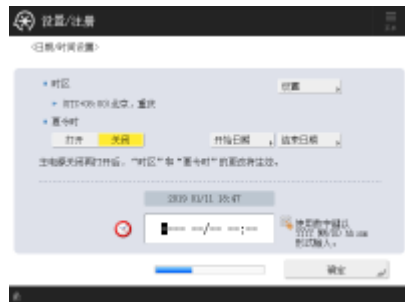 设置/注册
<日期/时间设置>
时区
设置
(UTC+08:00)北京，重庆
夏令时
打开 关闭 开始日期 结束日期
主电源关闭再打开后，"时区"和"夏令时"的更改将生效。
2019 01/11 16:47
---- --/-- --:--
使用数字键以
YYYY MM/DD hh:mm
形式输入。
确定